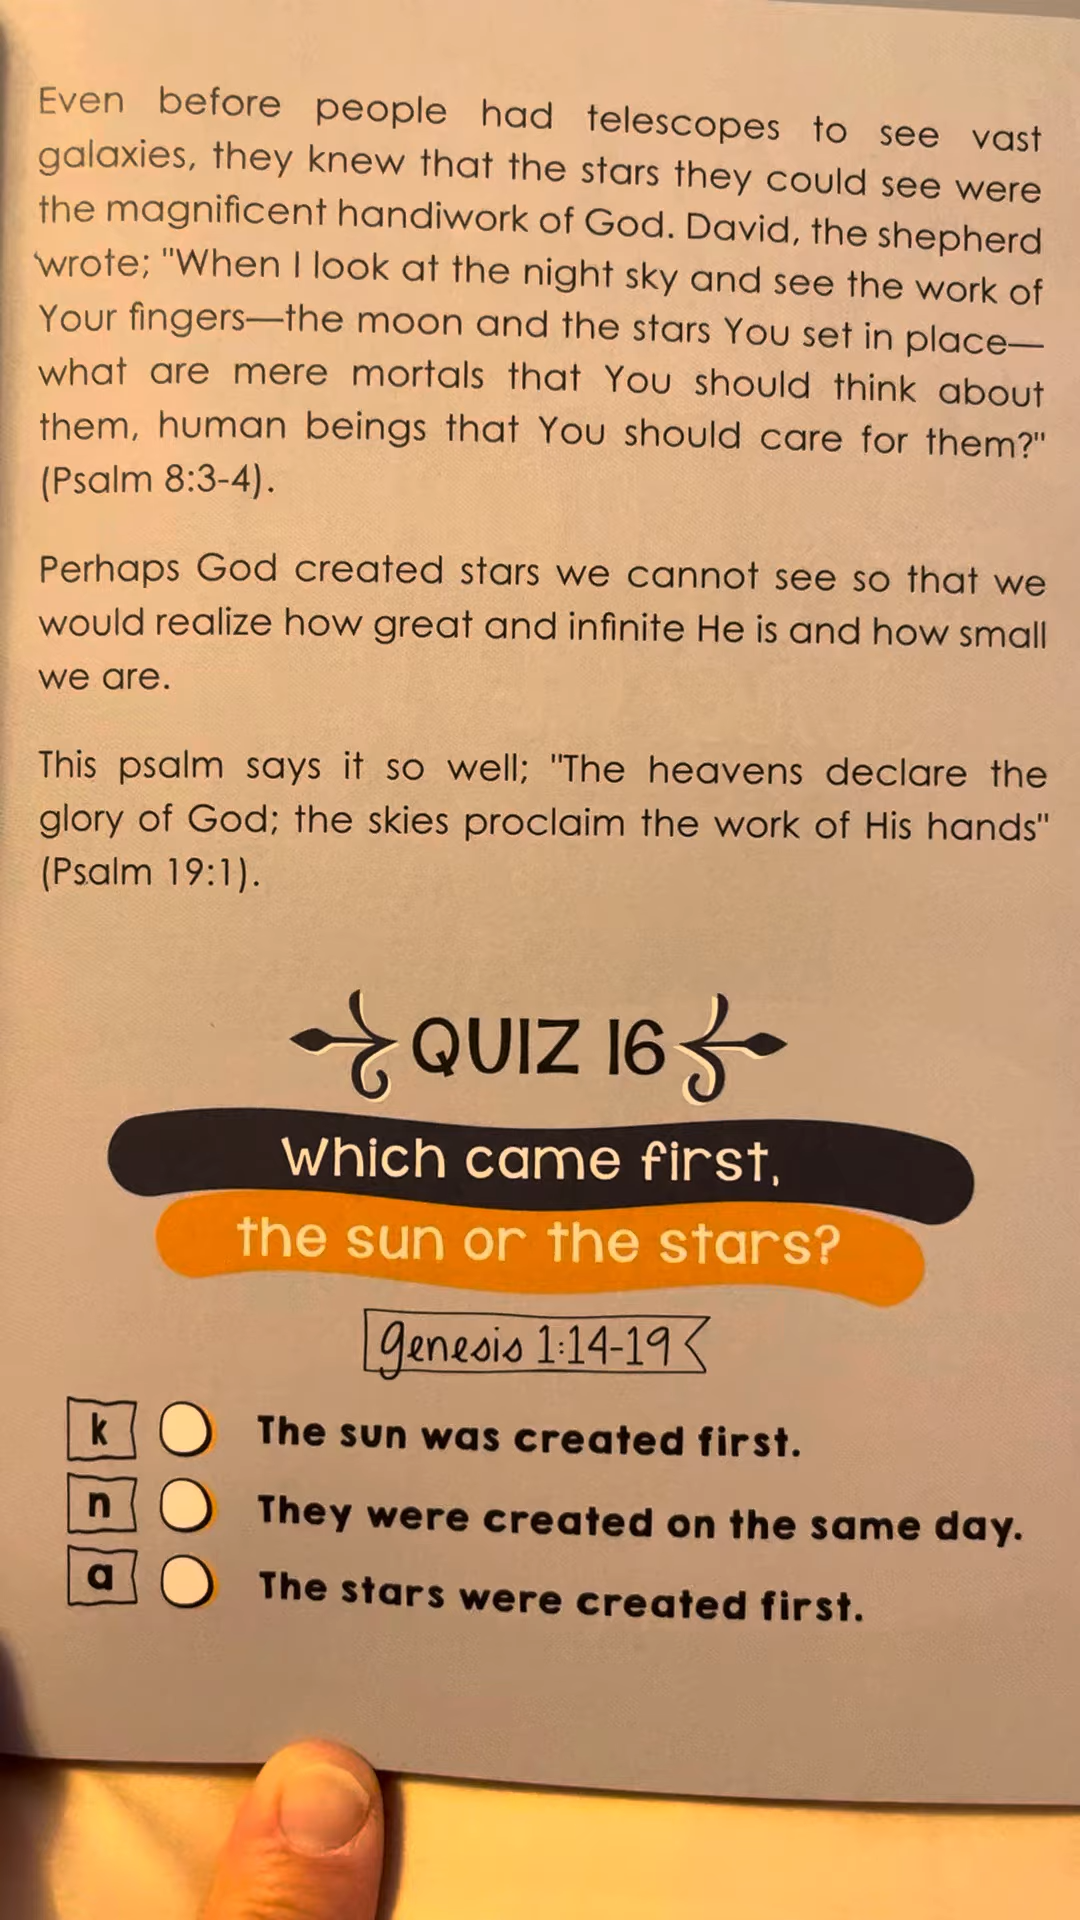 Even before people had telescopes to see vast
galaxies, they knew that the stars they could see were
the magnificent handiwork of God. David, the shepherd
wrote; "When I look at the night sky and see the work of
Your fingers—the moon and the stars You set in place—
what are mere mortals that You should think about
them, human beings that You should care for them?"
(Psalm 8:3-4).
Perhaps God created stars we cannot see so that we
would realize how great and infinite He is and how small
we are.
This psalm says it so well; "The heavens declare the
glory of God; the skies proclaim the work of His hands"
(Psalm 19:1).
QUIZ 16
Which came first,
the sun or the stars?
genesis 1:14-19
k The sun was created first.
n They were created on the same day.
a The stars were created first.